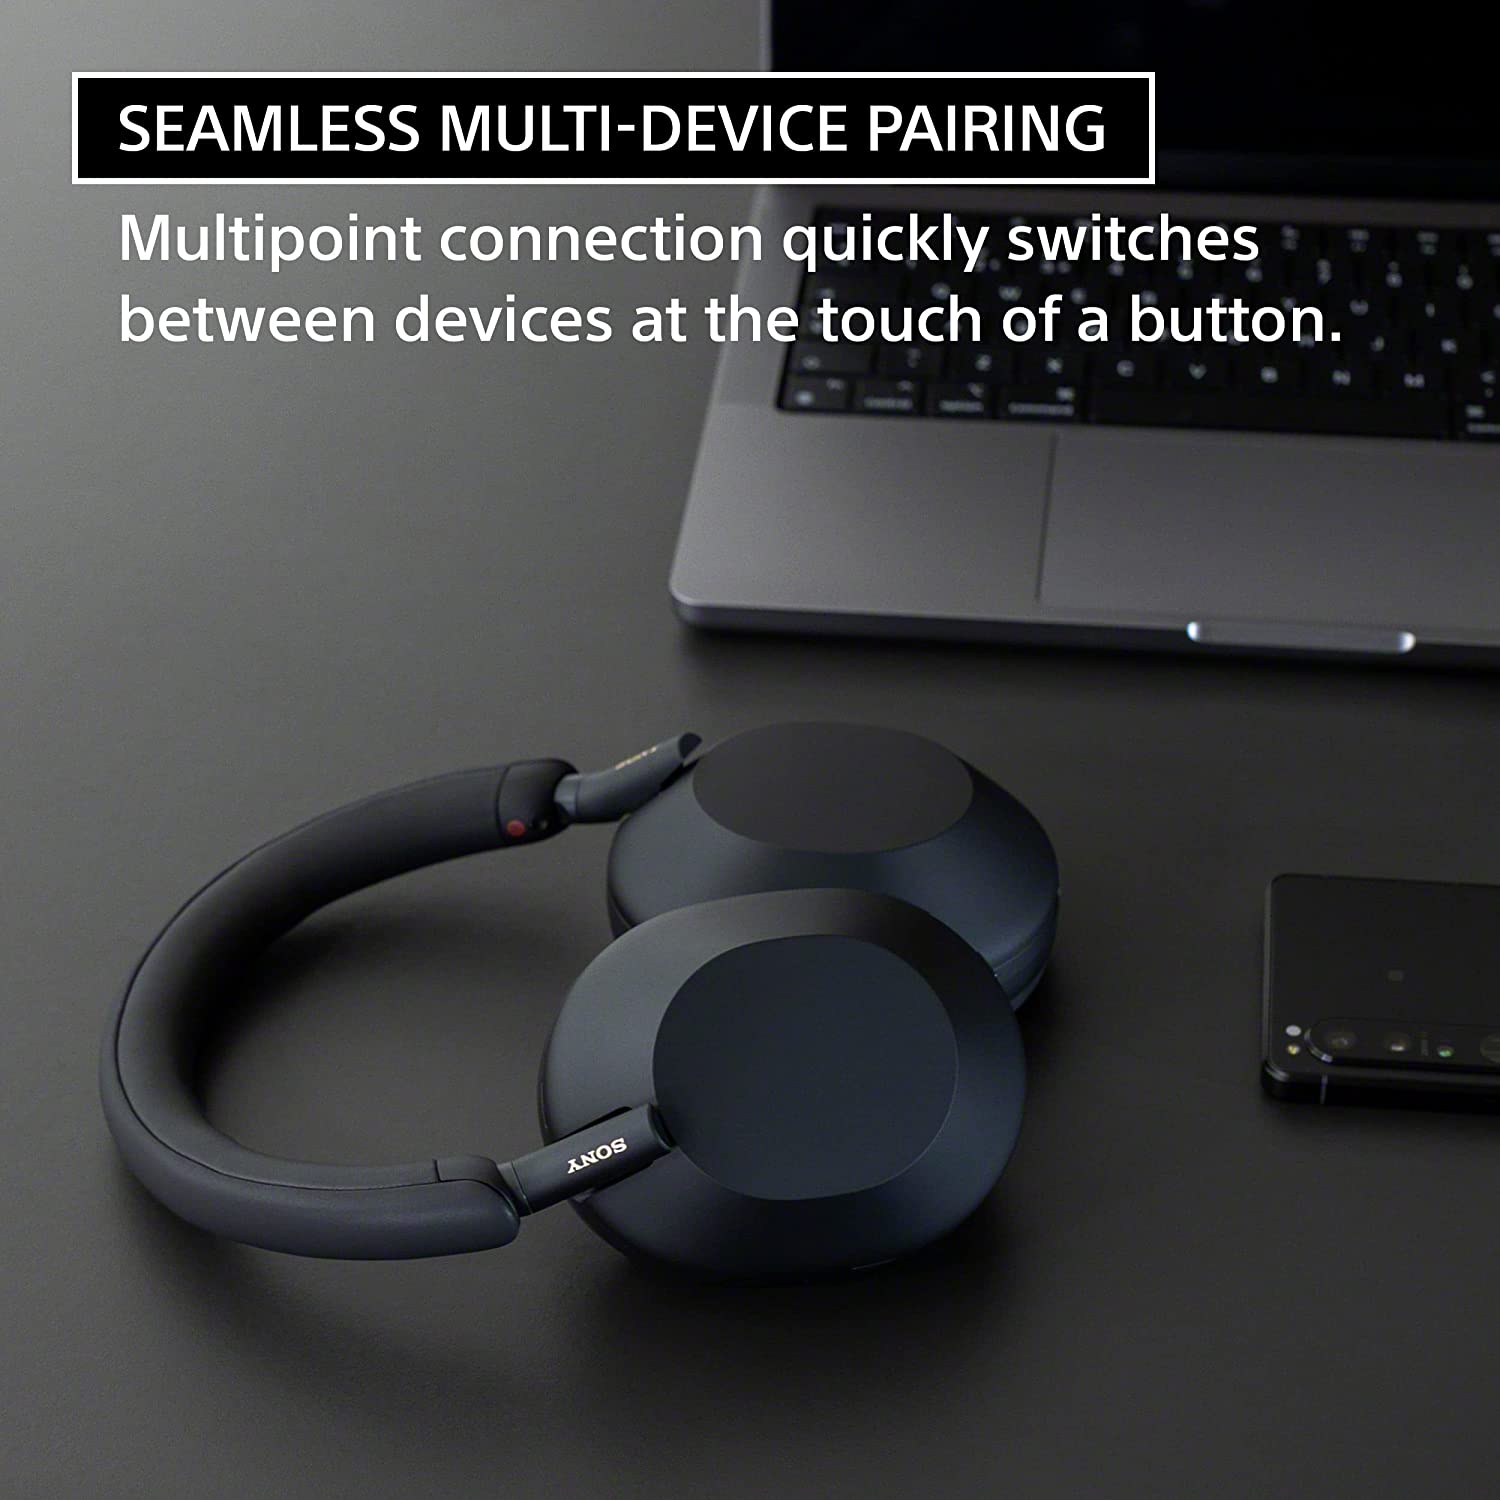 SEAMLESS MULTI-DEVICE PAIRING
Multipoint connection quickly switches
between devices at the touch of a button.
SONY